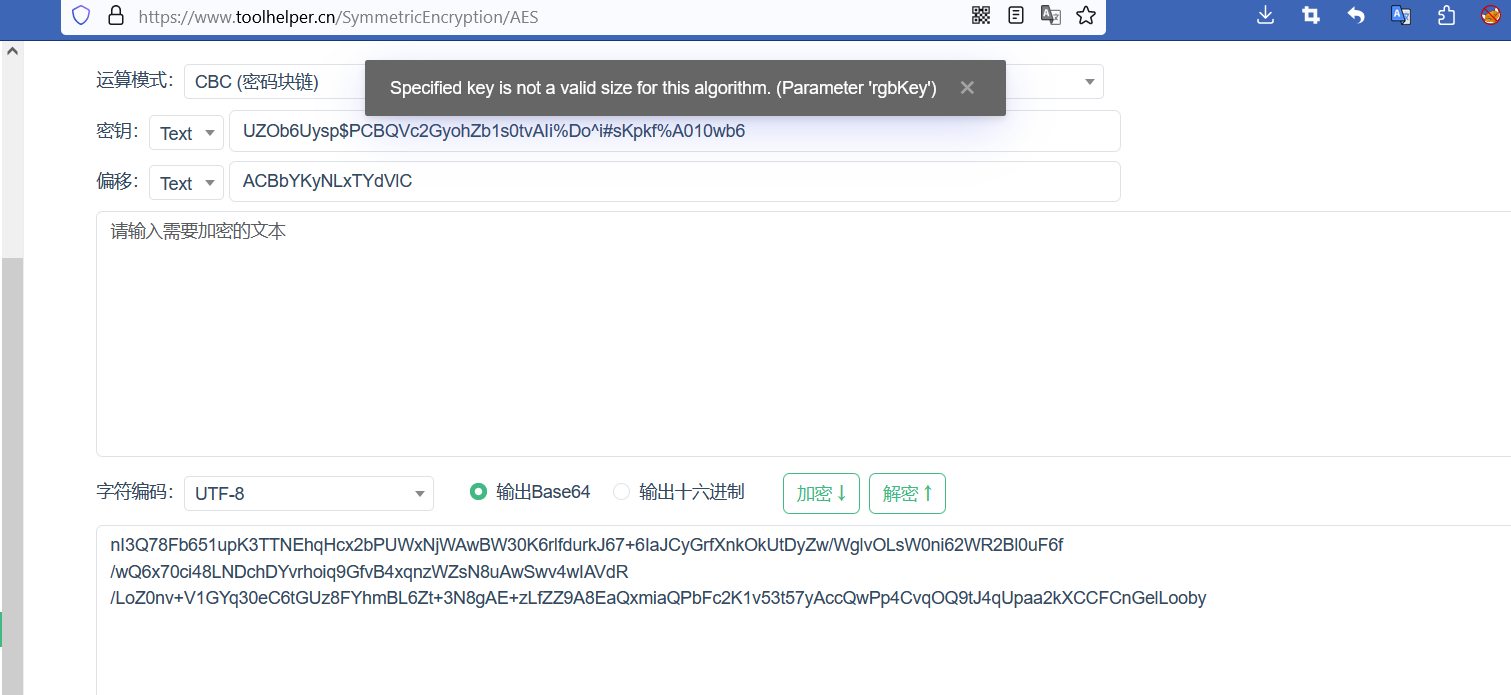 https://www.toolhelper.cn/SymmetricEncryption/AES
运算模式: CBC (密码块链)
Specified key is not a valid size for this algorithm. (Parameter 'rgbKey')
密钥: Text UZOb6Uysp$PCBQVc2GyohZb1s0tvAIi%Do^i#sKpkf%A010wb6
偏移: Text ACBbYKyNLxTYdVlC
请输入需要加密的文本
字符编码: UTF-8 输出Base64 输出十六进制 加密↓ 解密↑
nI3Q78Fb651upK3TTNEhqHcx2bPUWxNjWAwBW30K6rlfdurkJ67+6IaJCyGrfXnkOkUtDyZw/WglvOLsW0ni62WR2Bl0uF6f
/wQ6x70ci48LNDchDYvrhoiq9GfvB4xqnzWZsN8uAwSwv4wIAVdR
/LoZ0nv+V1GYq30eC6tGUz8FYhmBL6Zt+3N8gAE+zLfZZ9A8EaQxmiaQPbFc2K1v53t57yAccQwPp4CvqOQ9tJ4qUpaa2kXCCFCnGelLooby